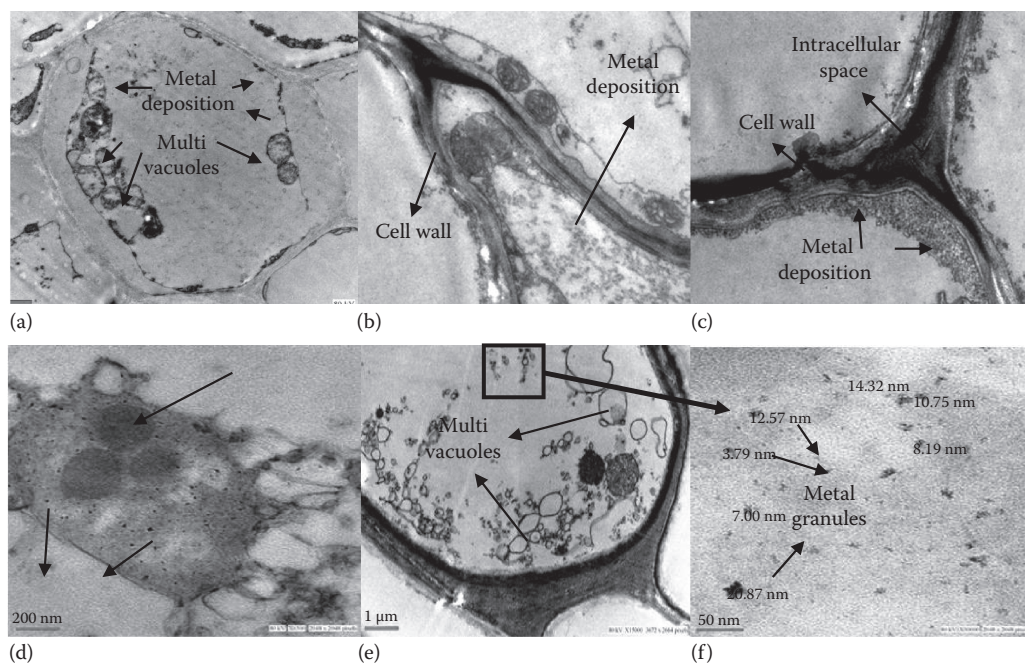 Metal
deposition
Multi
vacuoles
(a)
Metal
deposition
Cell wall
(b)
Intracellular
space
Cell wall
Metal
deposition
(c)
200 nm
(d)
Multi
vacuoles
1 μm
(e)
14.32 nm
10.75 nm
12.57 nm
8.19 nm
3.79 nm
Metal
granules
7.00 nm
20.87 nm
50 nm
(f)